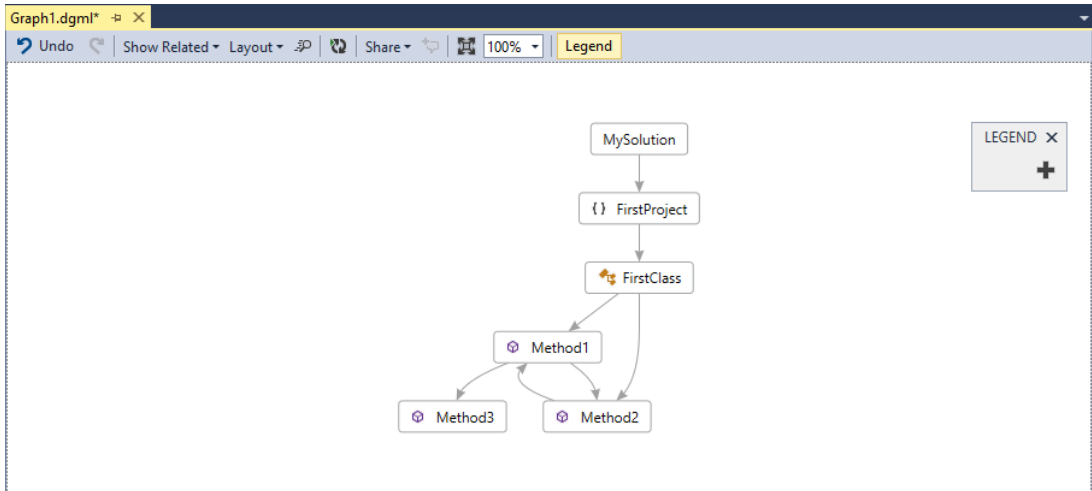 Graph1.dgml*
Undo Show Related Layout Share 100% Legend
MySolution
LEGEND
{} FirstProject
FirstClass
Method1
Method3 Method2